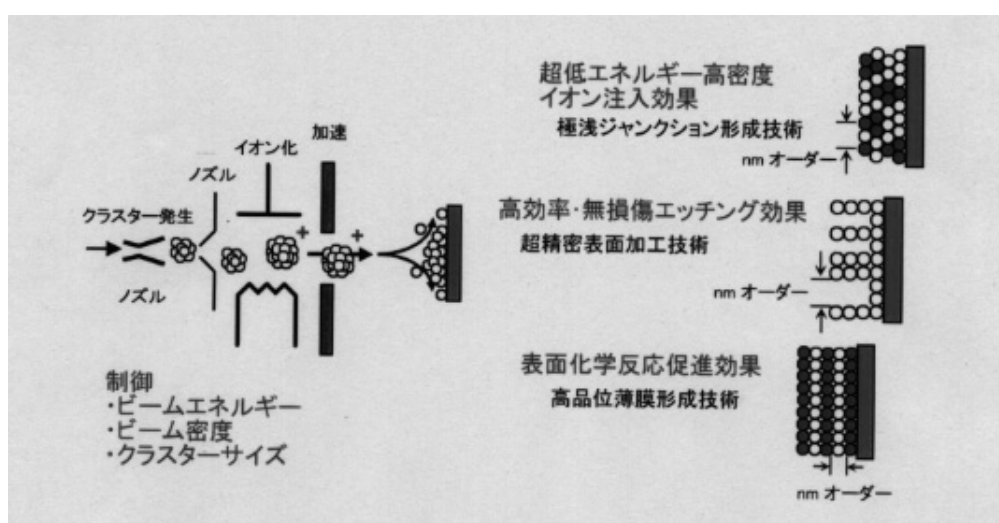 クラスター発生
ノズル
ノズル
イオン化
加速
+
+
制御
・ビームエネルギー
・ビーム密度
・クラスターサイズ
超低エネルギー高密度
イオン注入効果
極浅ジャンクション形成技術
nm オーダー
高効率・無損傷エッチング効果
超精密表面加工技術
nm オーダー
表面化学反応促進効果
高品位薄膜形成技術
nm オーダー